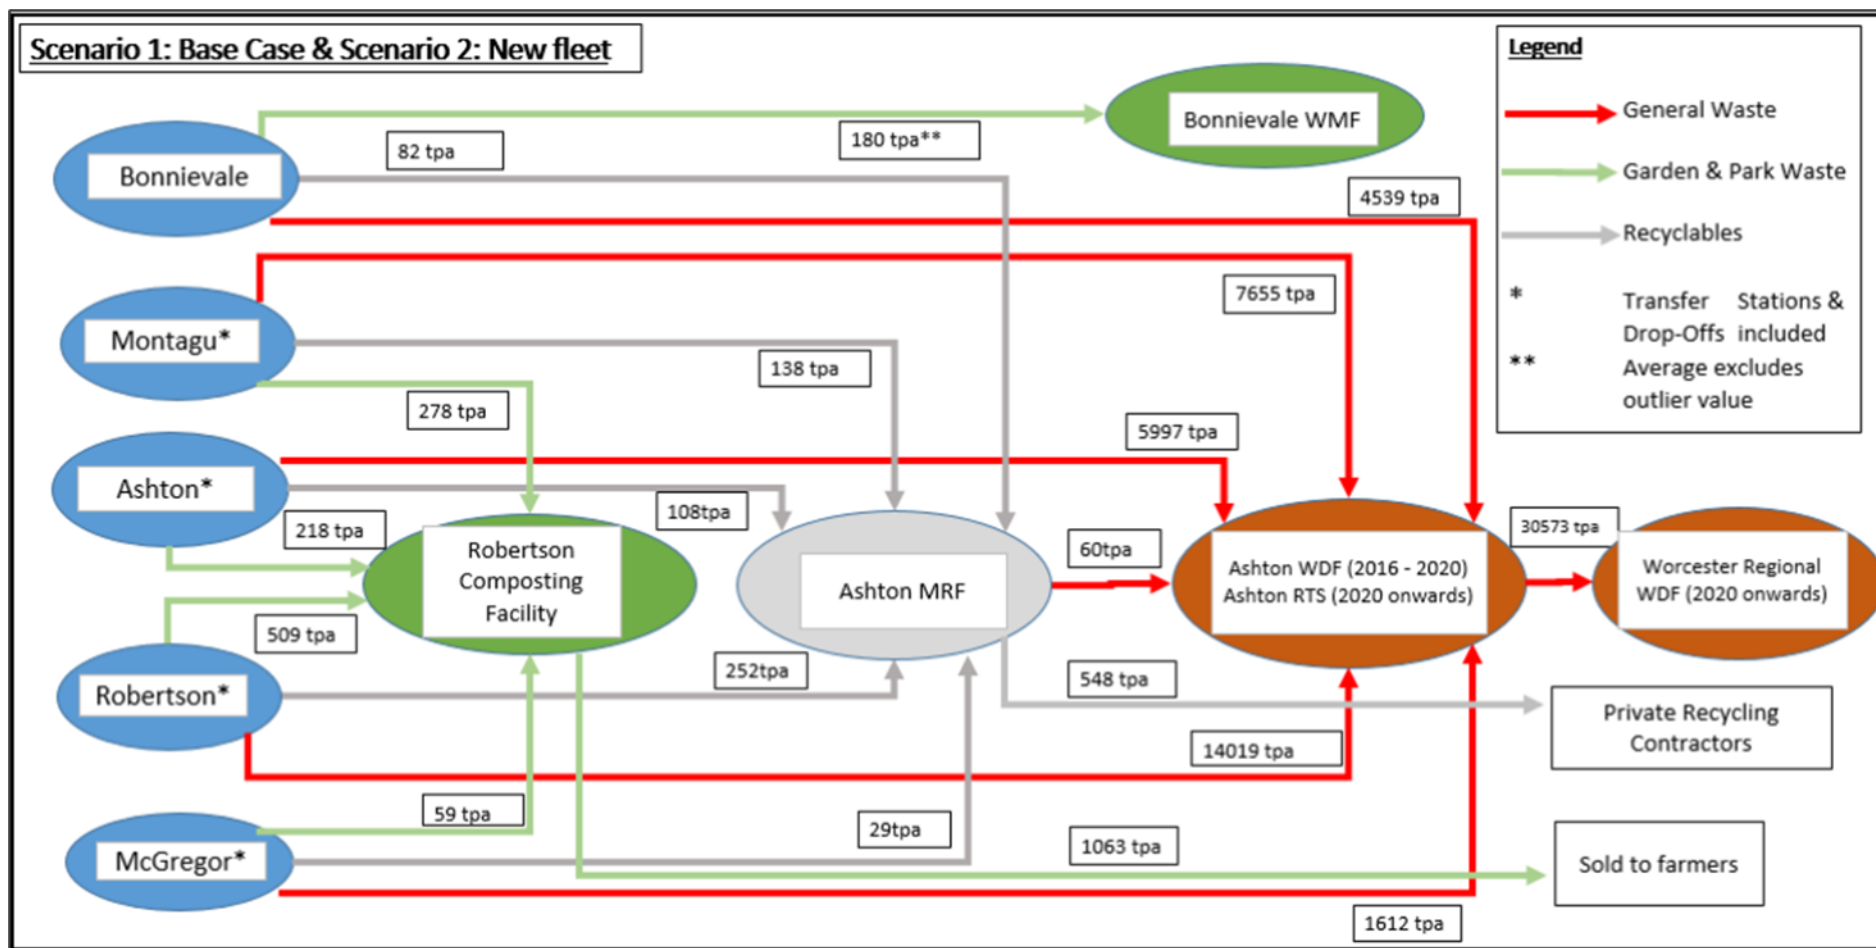 Scenario 1: Base Case & Scenario 2: New fleet
Legend
General Waste
Garden & Park Waste
Recyclables
* Transfer Stations &
Drop-Offs included
** Average excludes
outlier value
Bonnievale
82 tpa
180 tpa**
Bonnievale WMF
4539 tpa
Montagu*
7655 tpa
138 tpa
278 tpa
5997 tpa
Ashton*
108tpa
218 tpa
Robertson
Composting
Facility
Ashton MRF
60tpa
Ashton WDF (2016 - 2020)
Ashton RTS (2020 onwards)
30573 tpa
Worcester Regional
WDF (2020 onwards)
509 tpa
Robertson*
252tpa
548 tpa
Private Recycling
Contractors
14019 tpa
59 tpa
29tpa
McGregor*
1063 tpa
Sold to farmers
1612 tpa